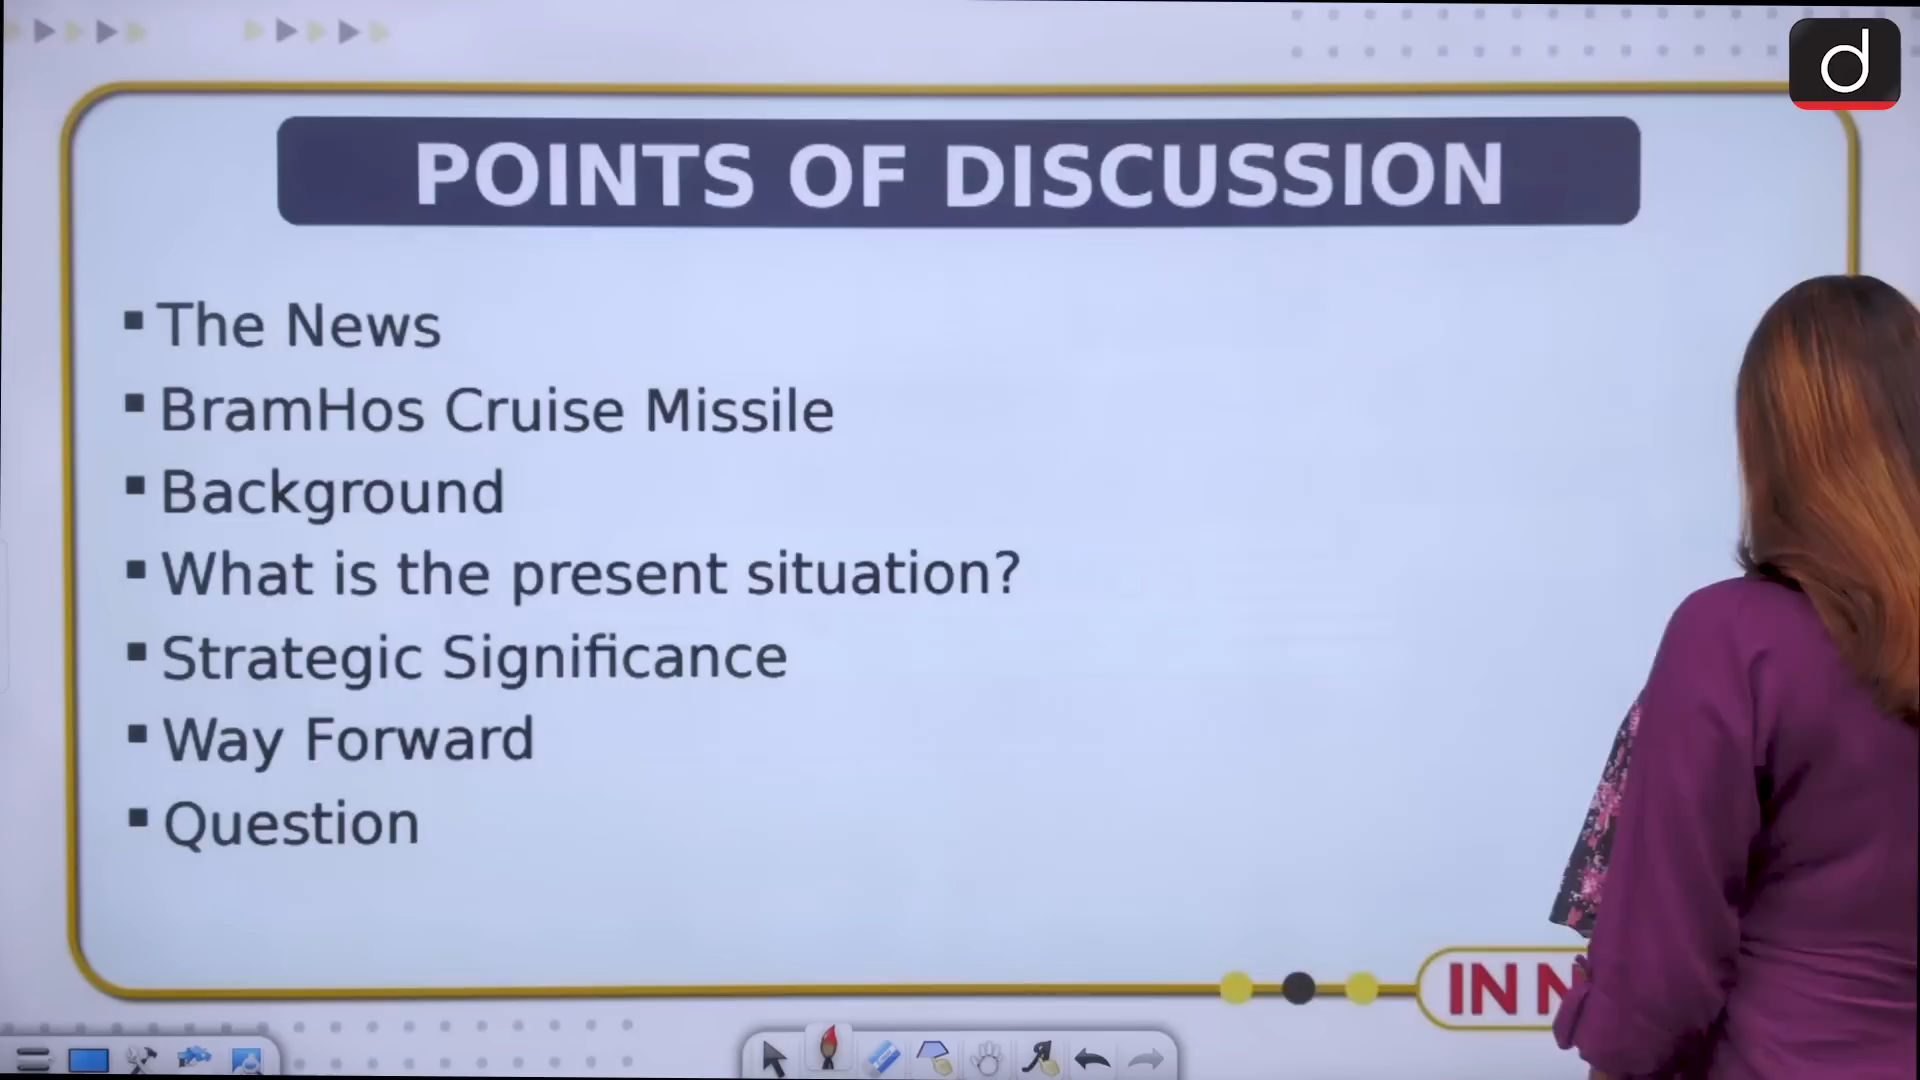 POINTS OF DISCUSSION
▪ The News
▪ BramHos Cruise Missile
▪ Background
▪ What is the present situation?
▪ Strategic Significance
▪ Way Forward
▪ Question
IN
d